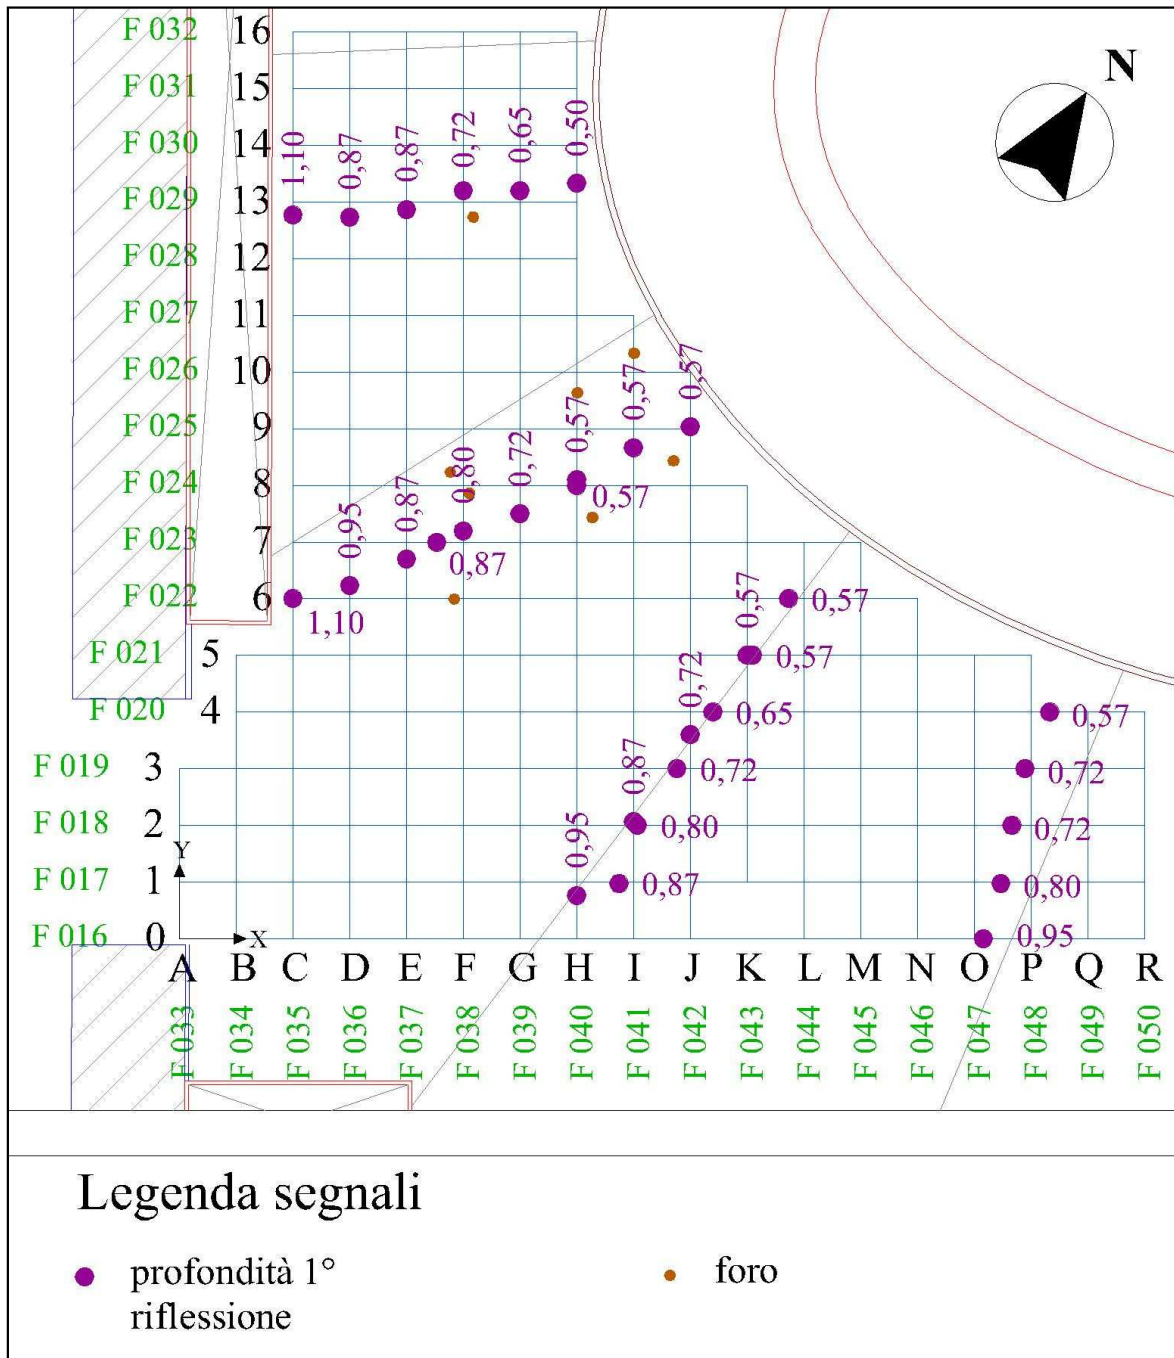 N
F 032 16
F 031 15
F 030 14
1,10 0,87 0,87 0,72 0,65 0,50
F 029 13
F 028 12
F 027 11
F 026 10
0,57 0,57 0,57
F 025 9
0,72
0,80
F 024 8
0,57
0,87
0,95
F 023 7
0,87
F 022 6
1,10
0,57
0,57
F 021 5
0,57
0,72
F 020 4
0,65
0,57
F 019 3
0,87
0,72
0,72
F 018 2
0,95
0,80
0,72
Y
F 017 1
0,87
0,80
F 016 0
X
0,95
A B C D E F G H I J K L M N O P Q R
F 033 F 034 F 035 F 036 F 037 F 038 F 039 F 040 F 041 F 042 F 043 F 044 F 045 F 046 F 047 F 048 F 049 F 050
Legenda segnali
profondità 1°
riflessione
foro